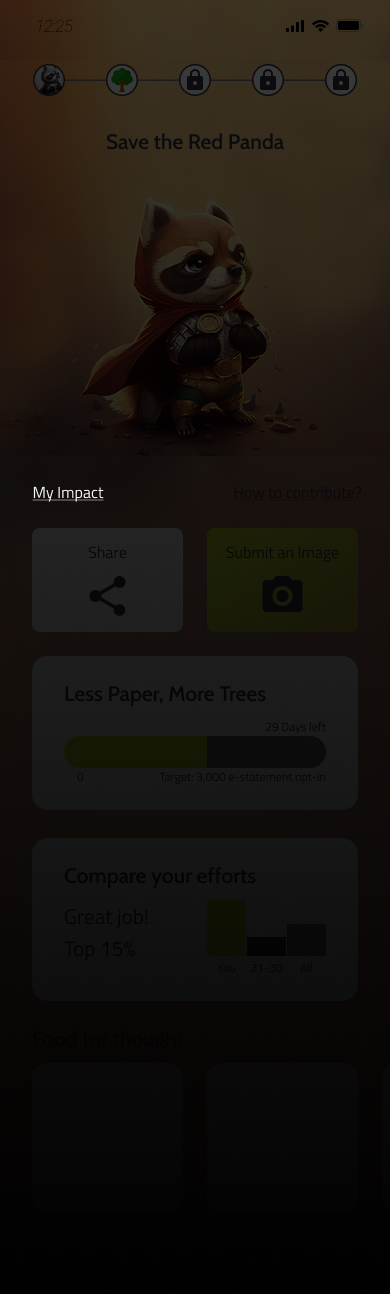 12:25
Save the Red Panda
My Impact
How to contribute?
Share
Submit an Image
Less Paper, More Trees
29 Days left
0
Target: 3,000 e-statement opt-in
Compare your efforts
Great job!
Top 15%
You
21-30
All
Food for thought